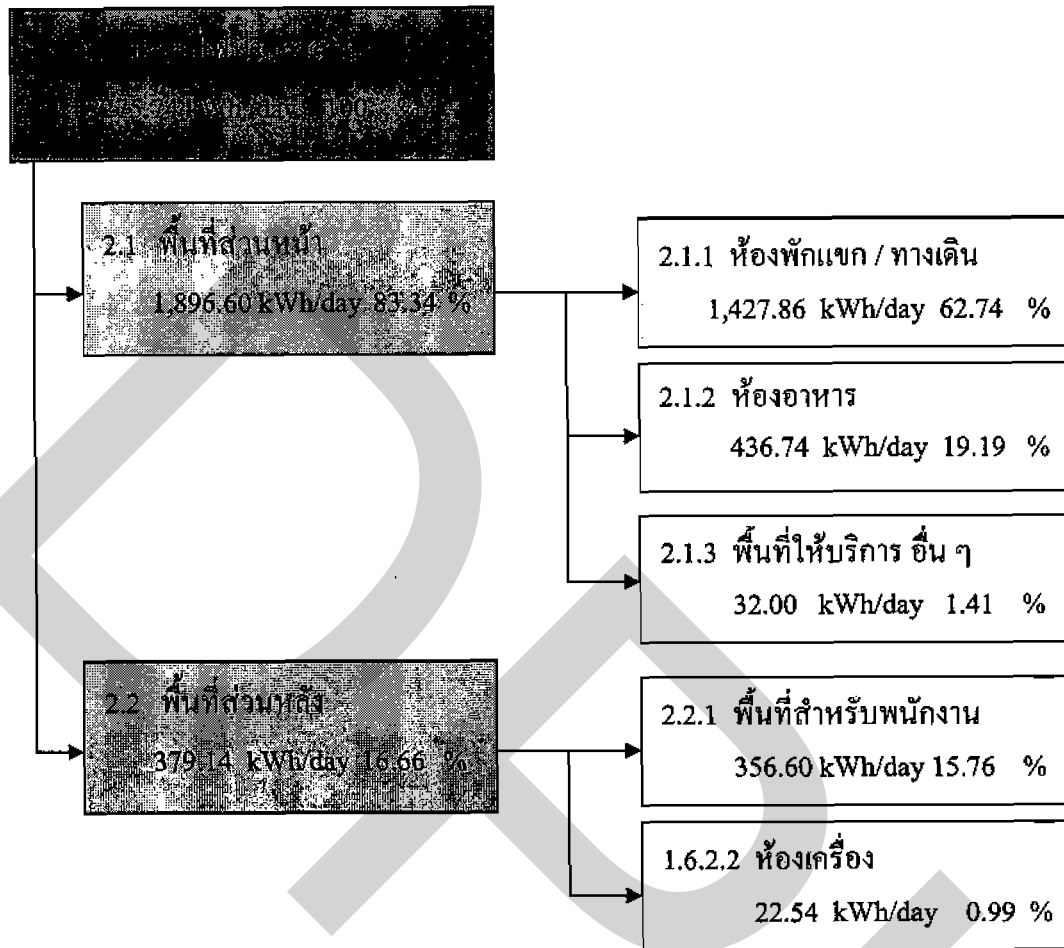 2.1 พื้นที่ส่วนหน้า
1,896.60 kWh/day 83.34 %
2.1.1 ห้องพักแขก / ทางเดิน
1,427.86 kWh/day 62.74 %
2.1.2 ห้องอาหาร
436.74 kWh/day 19.19 %
2.1.3 พื้นที่ให้บริการ อื่น ๆ
32.00 kWh/day 1.41 %
2.2 พื้นที่ส่วนหลัง
379.14 kWh/day 16.66 %
2.2.1 พื้นที่สำหรับพนักงาน
356.60 kWh/day 15.76 %
1.6.2.2 ห้องเครื่อง
22.54 kWh/day 0.99 %